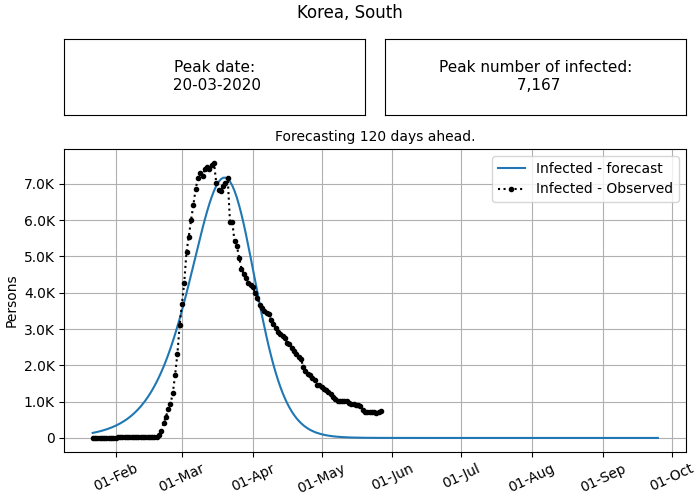 Korea, South
Peak date:
20-03-2020
Peak number of infected:
7,167
Forecasting 120 days ahead.
Infected - forecast
Infected - Observed
7.0K
6.0K
5.0K
4.0K
3.0K
2.0K
1.0K
0
Persons
01-Feb
01-Mar
01-Apr
01-May
01-Jun
01-Jul
01-Aug
01-Sep
01-Oct